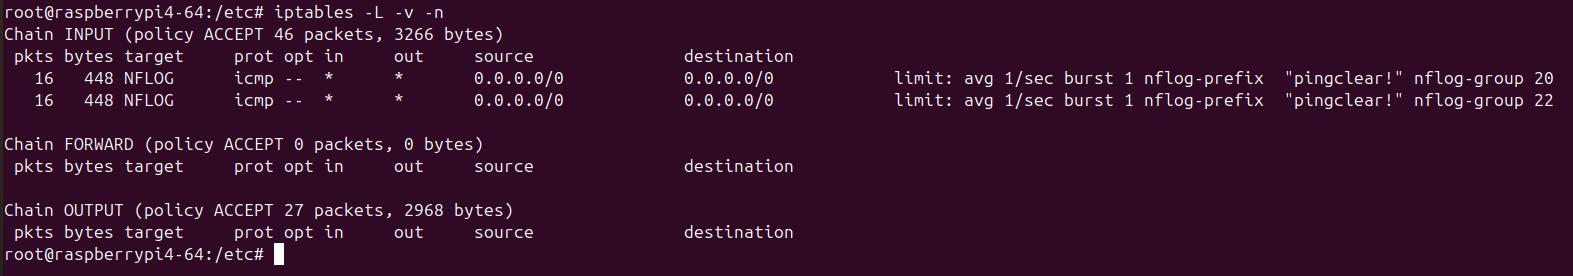 root@raspberrypi4-64:/etc# iptables -L -v -n
Chain INPUT (policy ACCEPT 46 packets, 3266 bytes)
 pkts bytes target     prot opt in     out     source               destination
   16   448 NFLOG      icmp --  *      *       0.0.0.0/0            0.0.0.0/0            limit: avg 1/sec burst 1 nflog-prefix  "pingclear!" nflog-group 20
   16   448 NFLOG      icmp --  *      *       0.0.0.0/0            0.0.0.0/0            limit: avg 1/sec burst 1 nflog-prefix  "pingclear!" nflog-group 22

Chain FORWARD (policy ACCEPT 0 packets, 0 bytes)
 pkts bytes target     prot opt in     out     source               destination

Chain OUTPUT (policy ACCEPT 27 packets, 2968 bytes)
 pkts bytes target     prot opt in     out     source               destination
root@raspberrypi4-64:/etc#